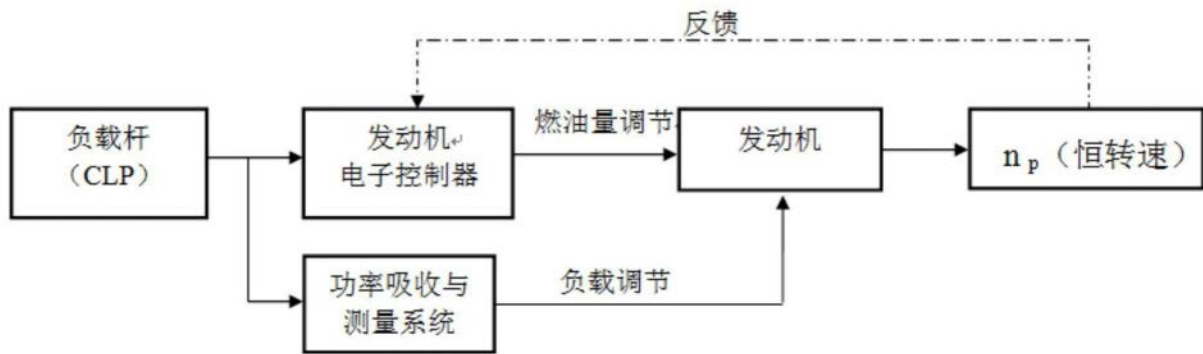 反馈
负载杆
（CLP）
发动机
电子控制器
燃油量调节
发动机
n p（恒转速）
功率吸收与
测量系统
负载调节